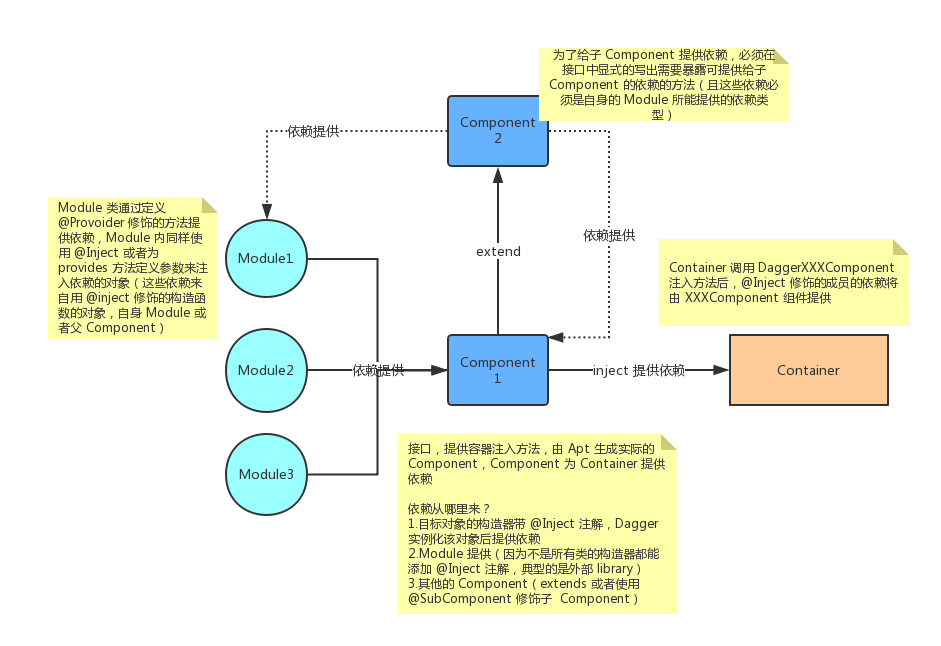 为了给子 Component 提供依赖，必须在
接口中显式的写出需要暴露可提供给子
Component 的依赖的方法（且这些依赖必
须是自身的 Module 所能提供的依赖类
型）
Component
2
依赖提供
Module 类通过定义
@Provoider 修饰的方法提
供依赖，Module 内同样使
用 @Inject 或者为
provides 方法定义参数来注
入依赖的对象（这些依赖来
自用 @inject 修饰的构造函
数的对象，自身 Module 或
者父 Component）
Module1
extend
依赖提供
Container 调用 DaggerXXXComponent
注入方法后，@Inject 修饰的成员的依赖将
由 XXXComponent 组件提供
Module2
依赖提供
Component
1
inject 提供依赖
Container
Module3
接口，提供容器注入方法，由 Apt 生成实际的
Component，Component 为 Container 提供
依赖
依赖从哪里来？
1.目标对象的构造器带 @Inject 注解，Dagger
实例化该对象后提供依赖
2.Module 提供（因为不是所有类的构造器都能
添加 @Inject 注解，典型的是外部 library）
3.其他的 Component（extends 或者使用
@SubComponent 修饰子  Component）